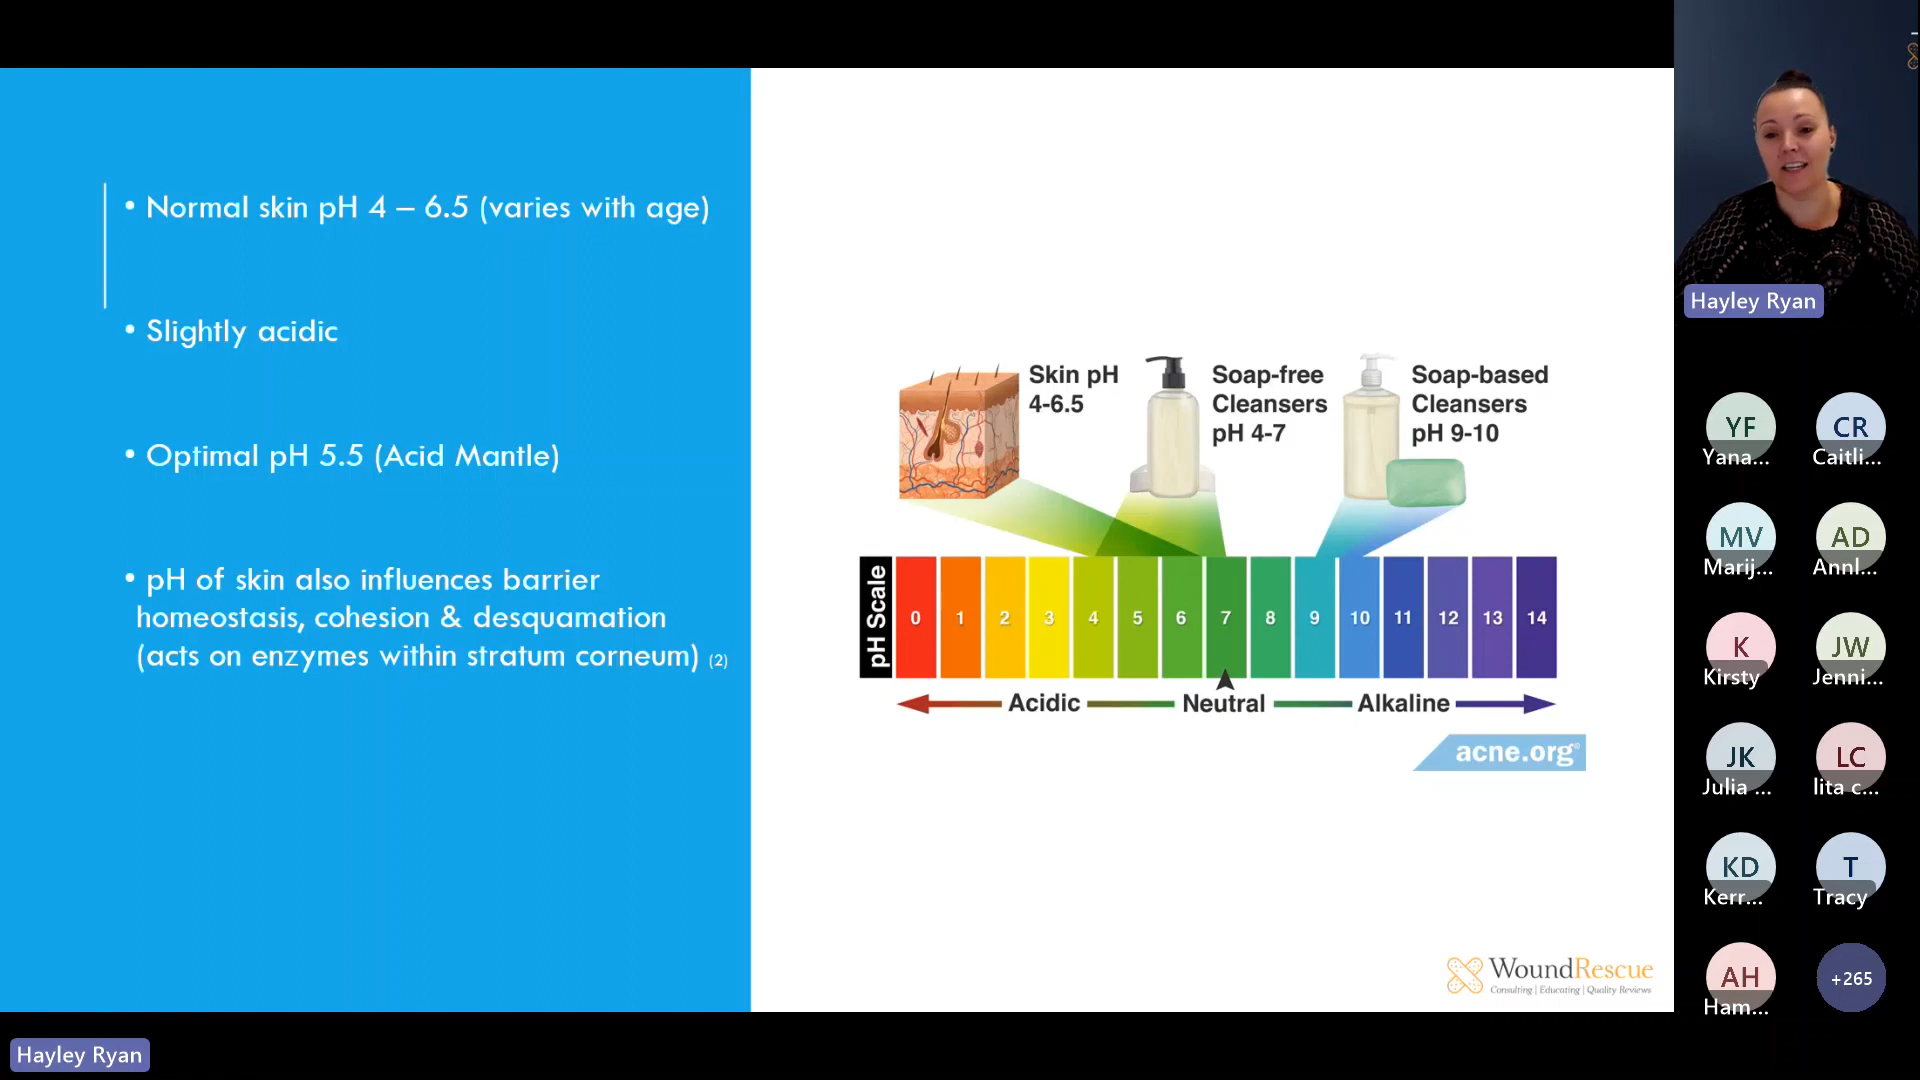 • Normal skin pH 4 – 6.5 (varies with age)
• Slightly acidic
• Optimal pH 5.5 (Acid Mantle)
• pH of skin also influences barrier
homeostasis, cohesion & desquamation
(acts on enzymes within stratum corneum) (2)
Skin pH
4-6.5
Soap-free
Cleansers
pH 4-7
Soap-based
Cleansers
pH 9-10
pH Scale
0 1 2 3 4 5 6 7 8 9 10 11 12 13 14
Acidic Neutral Alkaline
acne.org
WoundRescue
Consulting | Educating | Quality Reviews
Hayley Ryan
YF
Yana...
CR
Caitli...
MV
Marij...
AD
Annl...
K
Kirsty
JW
Jenni...
JK
Julia ...
LC
lita c...
KD
Kerr...
T
Tracy
AH
Ham...
+265
Hayley Ryan